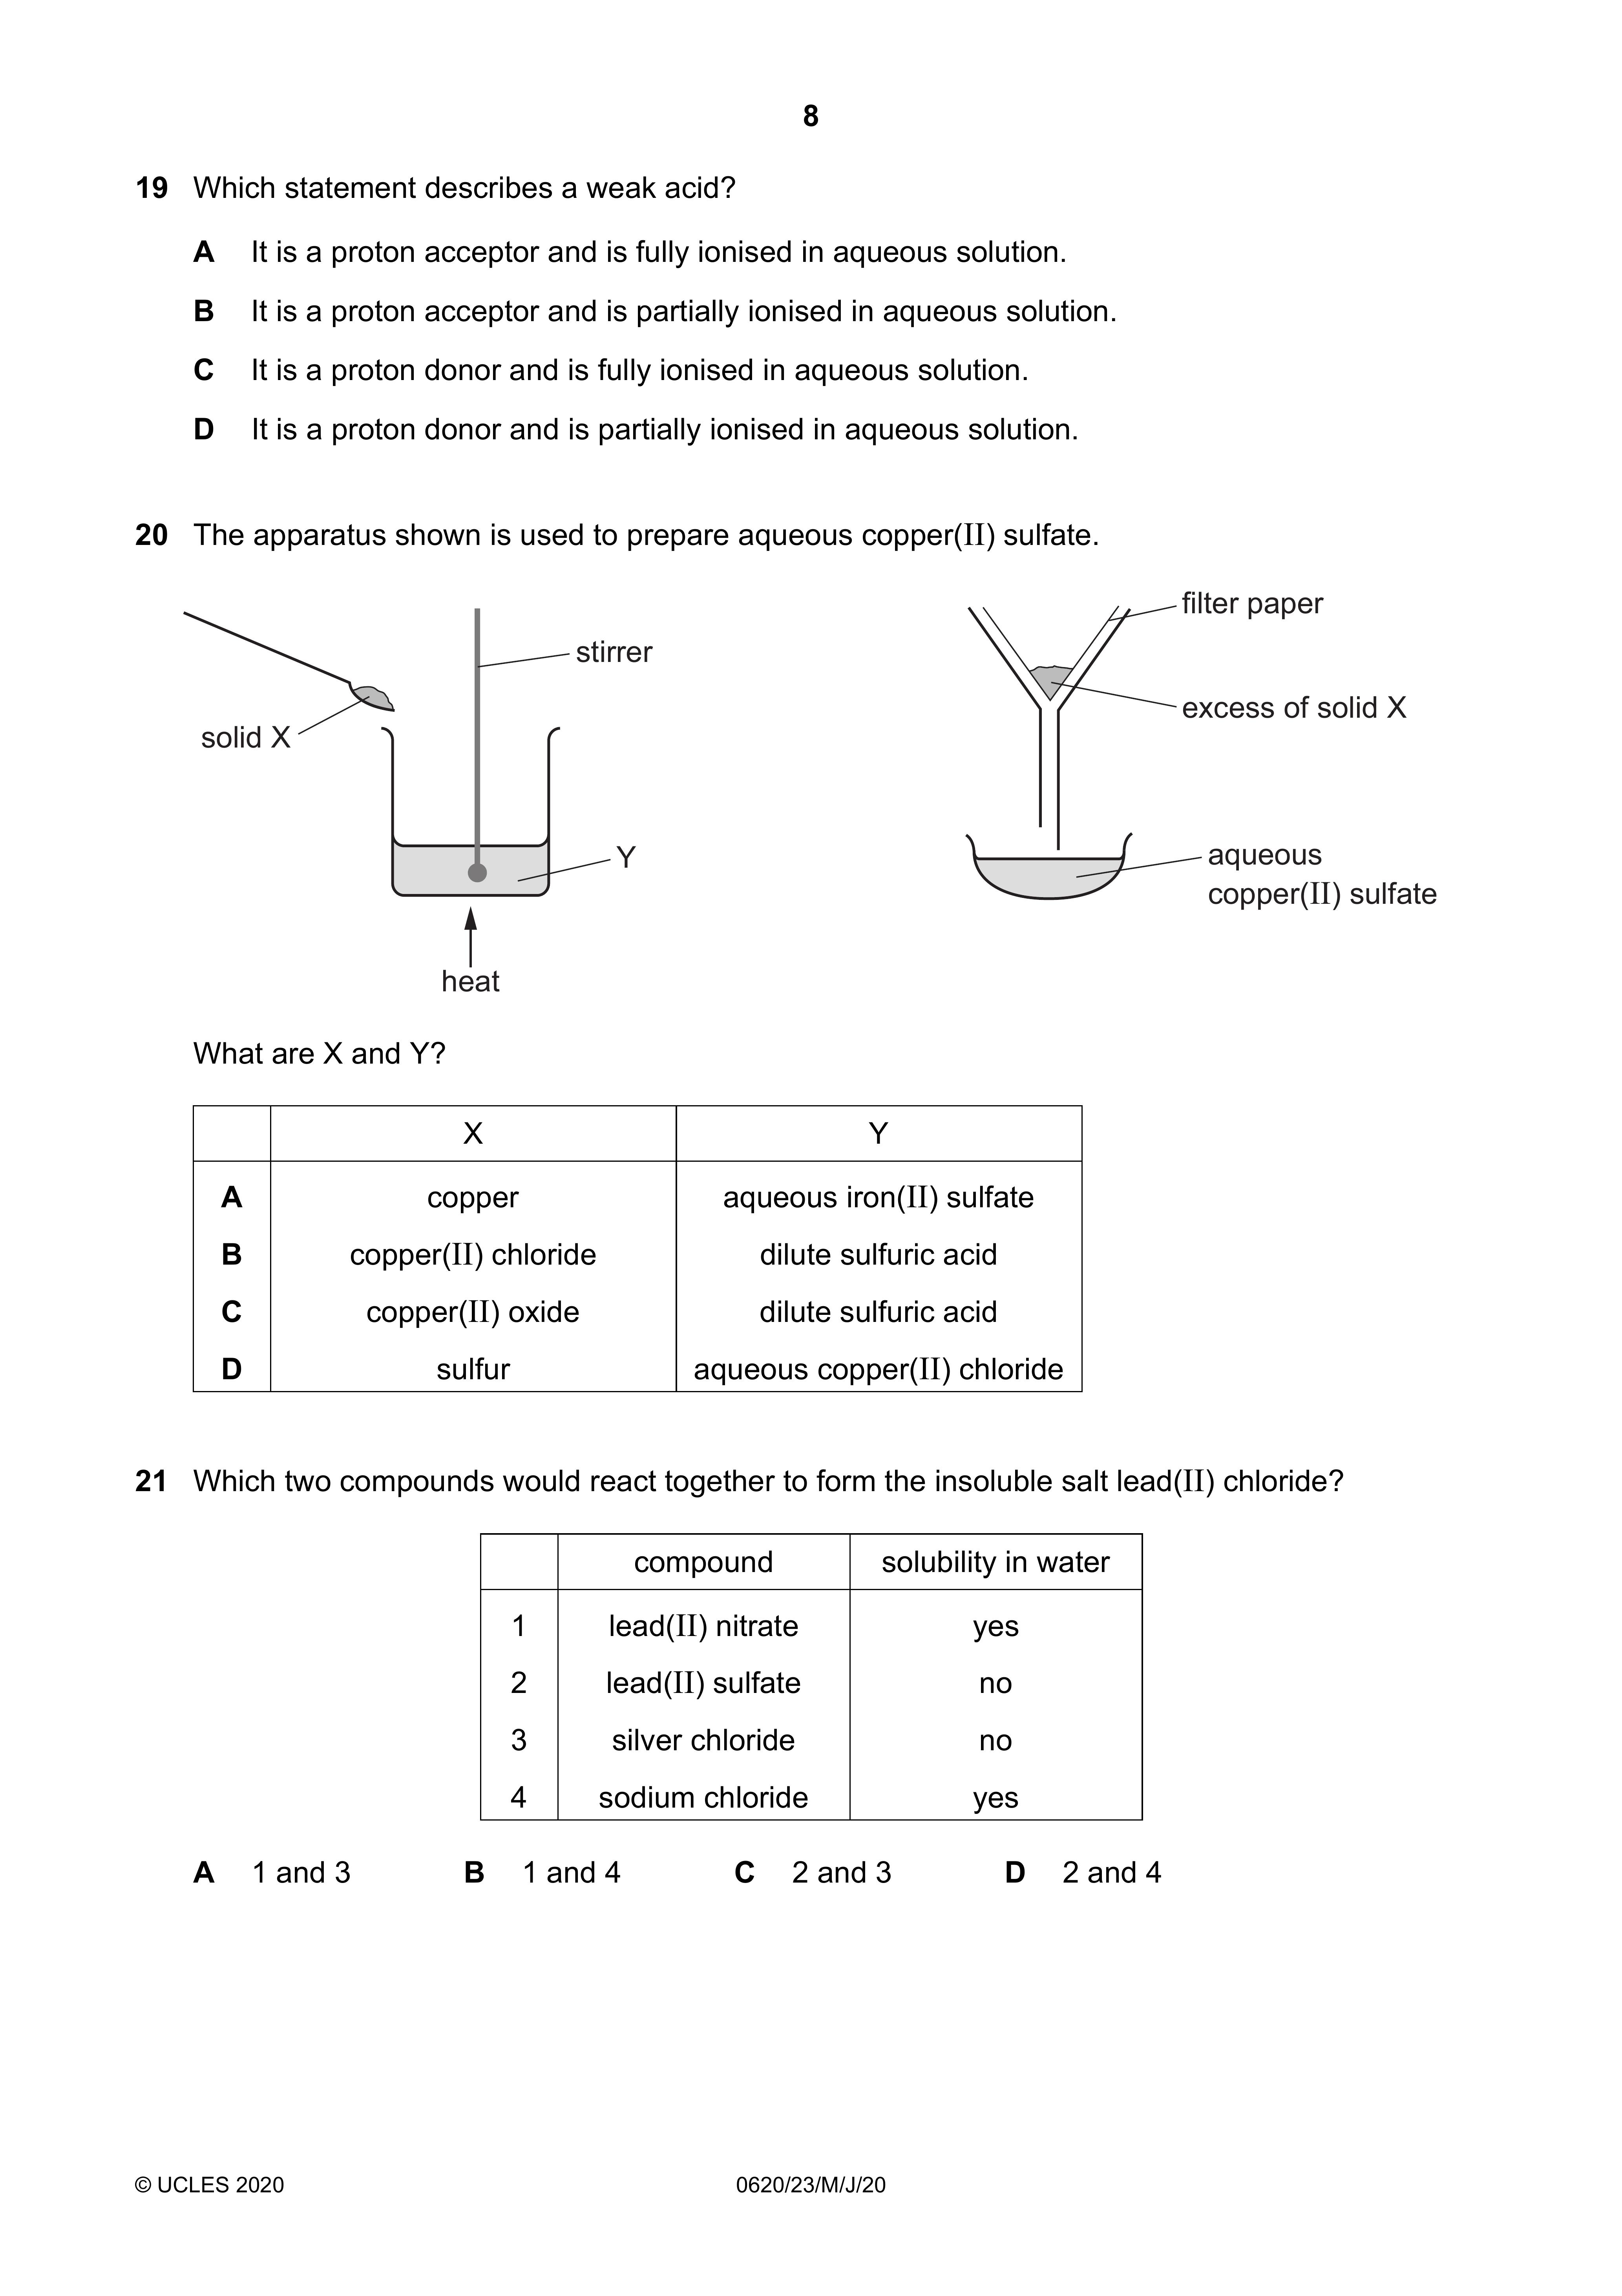 8
19 Which statement describes a weak acid?
A It is a proton acceptor and is fully ionised in aqueous solution.
B It is a proton acceptor and is partially ionised in aqueous solution.
C It is a proton donor and is fully ionised in aqueous solution.
D It is a proton donor and is partially ionised in aqueous solution.
20 The apparatus shown is used to prepare aqueous copper(II) sulfate.
stirrer
solid X
Y
heat
filter paper
excess of solid X
aqueous
copper(II) sulfate
What are X and Y?
X Y
A copper aqueous iron(II) sulfate
B copper(II) chloride dilute sulfuric acid
C copper(II) oxide dilute sulfuric acid
D sulfur aqueous copper(II) chloride
21 Which two compounds would react together to form the insoluble salt lead(II) chloride?
compound solubility in water
1 lead(II) nitrate yes
2 lead(II) sulfate no
3 silver chloride no
4 sodium chloride yes
A 1 and 3 B 1 and 4 C 2 and 3 D 2 and 4
© UCLES 2020 0620/23/M/J/20